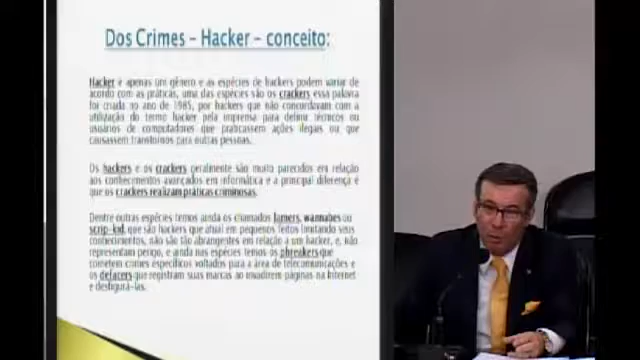 Dos Crimes – Hacker – conceito:
Hacker é apenas um gênero e as espécies de hackers podem variar de
acordo com as práticas, uma das espécies são os crackers essa palavra
foi criada no ano de 1985, por hackers que não concordavam com a
utilização do termo hacker pela imprensa para definir técnicos ou
usuários de computadores que praticassem ações ilegais ou que
causassem transtornos para outras pessoas.
Os hackers e os crackers geralmente são muito parecidos em relação
aos conhecimentos avançados em informática e a principal diferença é
que os crackers realizam práticas criminosas.
Dentre outras espécies temos ainda os chamados lamers, wannabes ou
scrip-kid, que são hackers que atual em pequenos feitos limitando seus
conhecimentos, não são tão abrangentes em relação a um hacker, e, não
representam perigo, e ainda nas espécies temos os phreakers que
cometem crimes específicos voltados para a área de telecomunicações e
os defacers que registram suas marcas ao invadirem páginas na Internet
e desfigurá-las.